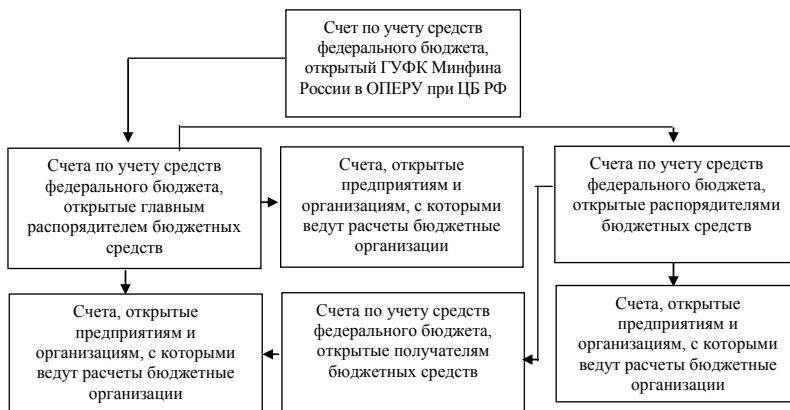 Счет по учету средств
федерального бюджета,
открытый ГУФК Минфина
России в ОПЕРУ при ЦБ РФ
Счета по учету средств
федерального бюджета,
открытые главным
распорядителем бюджетных
средств
Счета, открытые
предприятиям и
организациям, с которыми
ведут расчеты бюджетные
организации
Счета по учету средств
федерального бюджета,
открытые распорядителями
бюджетных средств
Счета, открытые
предприятиям и
организациям, с которыми
ведут расчеты бюджетные
организации
Счета по учету средств
федерального бюджета,
открытые получателям
бюджетных средств
Счета, открытые
предприятиям и
организациям, с которыми
ведут расчеты бюджетные
организации